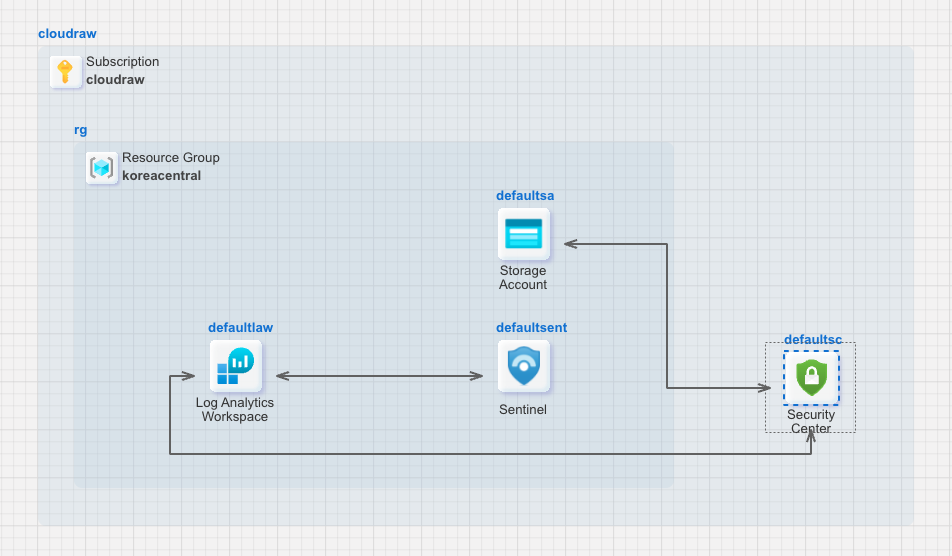 cloudraw
Subscription
cloudraw
rg
Resource Group
koreacentral
defaultsa
Storage
Account
defaultlaw
Log Analytics
Workspace
defaultsent
Sentinel
defaultsc
Security
Center